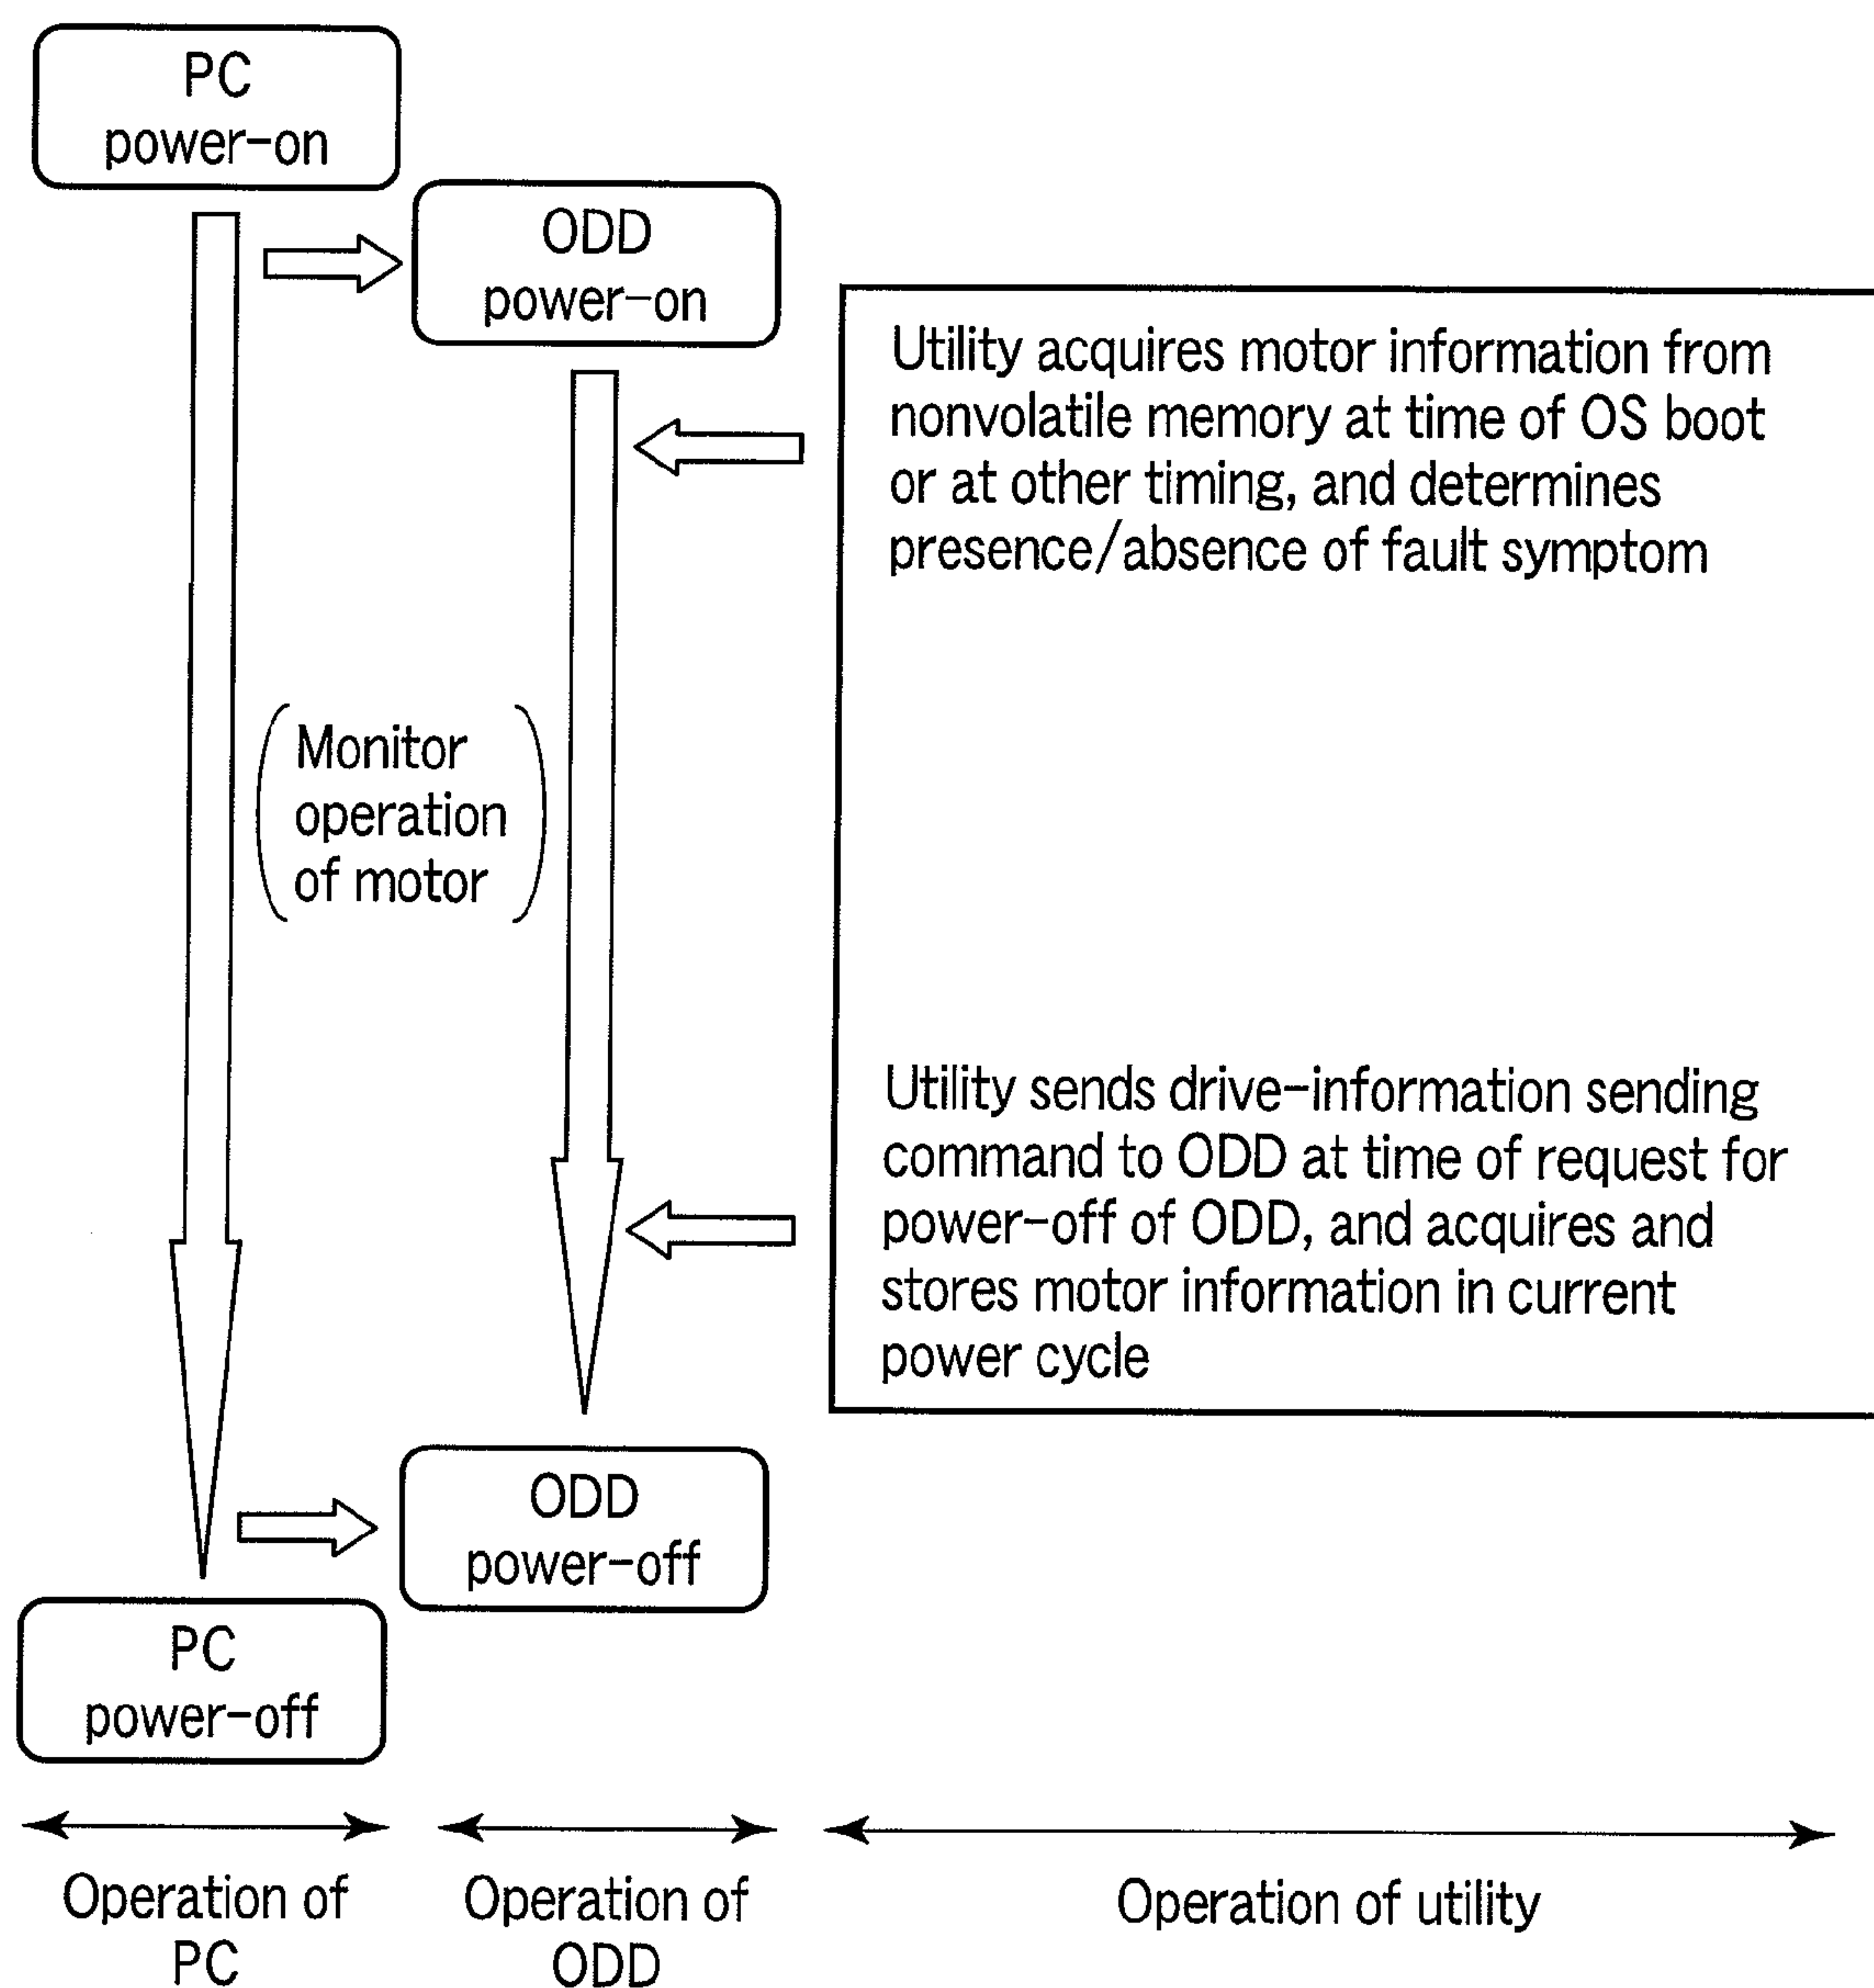 PC
power-on
ODD
power-on
Utility acquires motor information from
nonvolatile memory at time of OS boot
or at other timing, and determines
presence/absence of fault symptom
Monitor
operation
of motor
Utility sends drive-information sending
command to ODD at time of request for
power-off of ODD, and acquires and
stores motor information in current
power cycle
ODD
power-off
PC
power-off
Operation of
PC
Operation of
ODD
Operation of utility